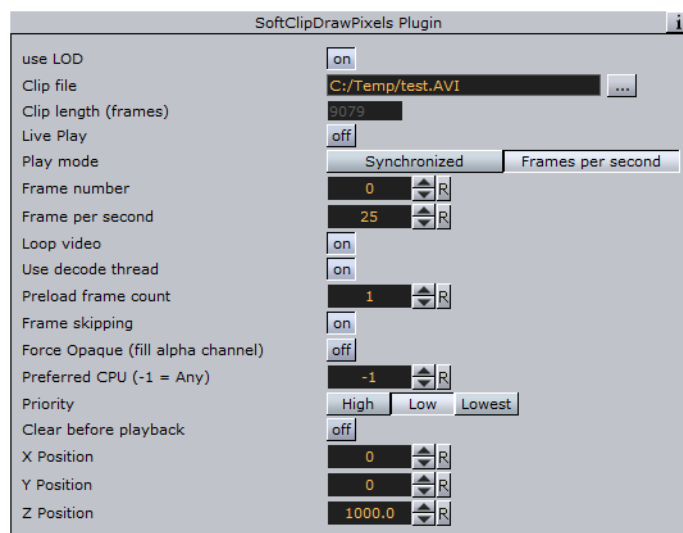 SoftClipDrawPixels Plugin i
use LOD on
Clip file C:/Temp/test.AVI ...
Clip length (frames) 9079
Live Play off
Play mode Synchronized Frames per second
Frame number 0 R
Frame per second 25 R
Loop video on
Use decode thread on
Preload frame count 1 R
Frame skipping on
Force Opaque (fill alpha channel) off
Preferred CPU (-1 = Any) -1 R
Priority High Low Lowest
Clear before playback off
X Position 0 R
Y Position 0 R
Z Position 1000.0 R